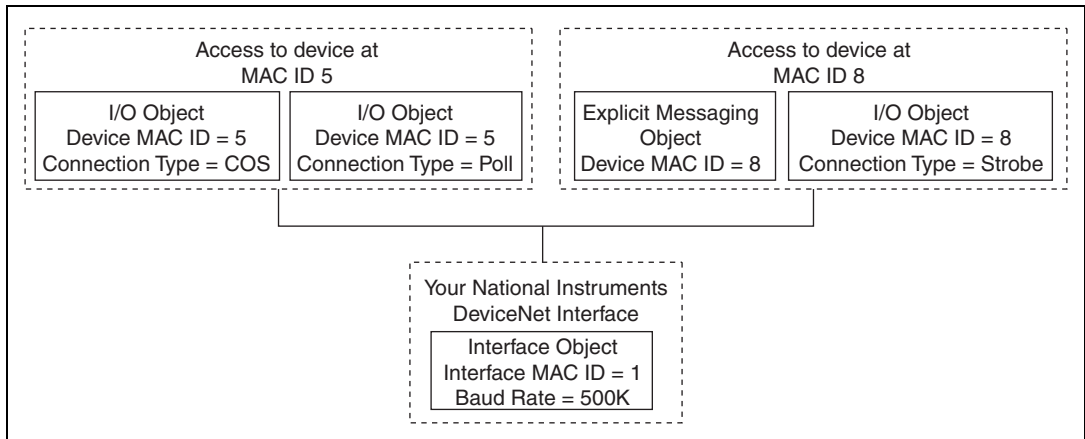 Access to device at
MAC ID 5
I/O Object
Device MAC ID = 5
Connection Type = COS
I/O Object
Device MAC ID = 5
Connection Type = Poll
Access to device at
MAC ID 8
Explicit Messaging
Object
Device MAC ID = 8
I/O Object
Device MAC ID = 8
Connection Type = Strobe
Your National Instruments
DeviceNet Interface
Interface Object
Interface MAC ID = 1
Baud Rate = 500K